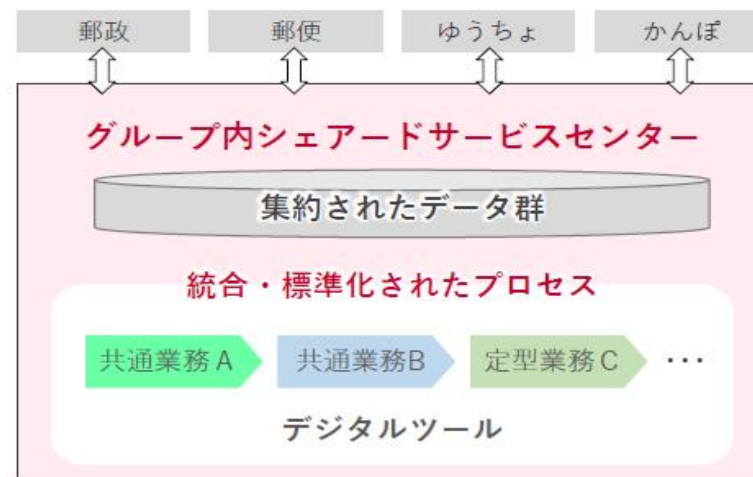 郵政 郵便 ゆうちょ かんぽ
グループ内シェアードサービスセンター
集約されたデータ群
統合・標準化されたプロセス
共通業務A 共通業務B 定型業務C ・・・
デジタルツール